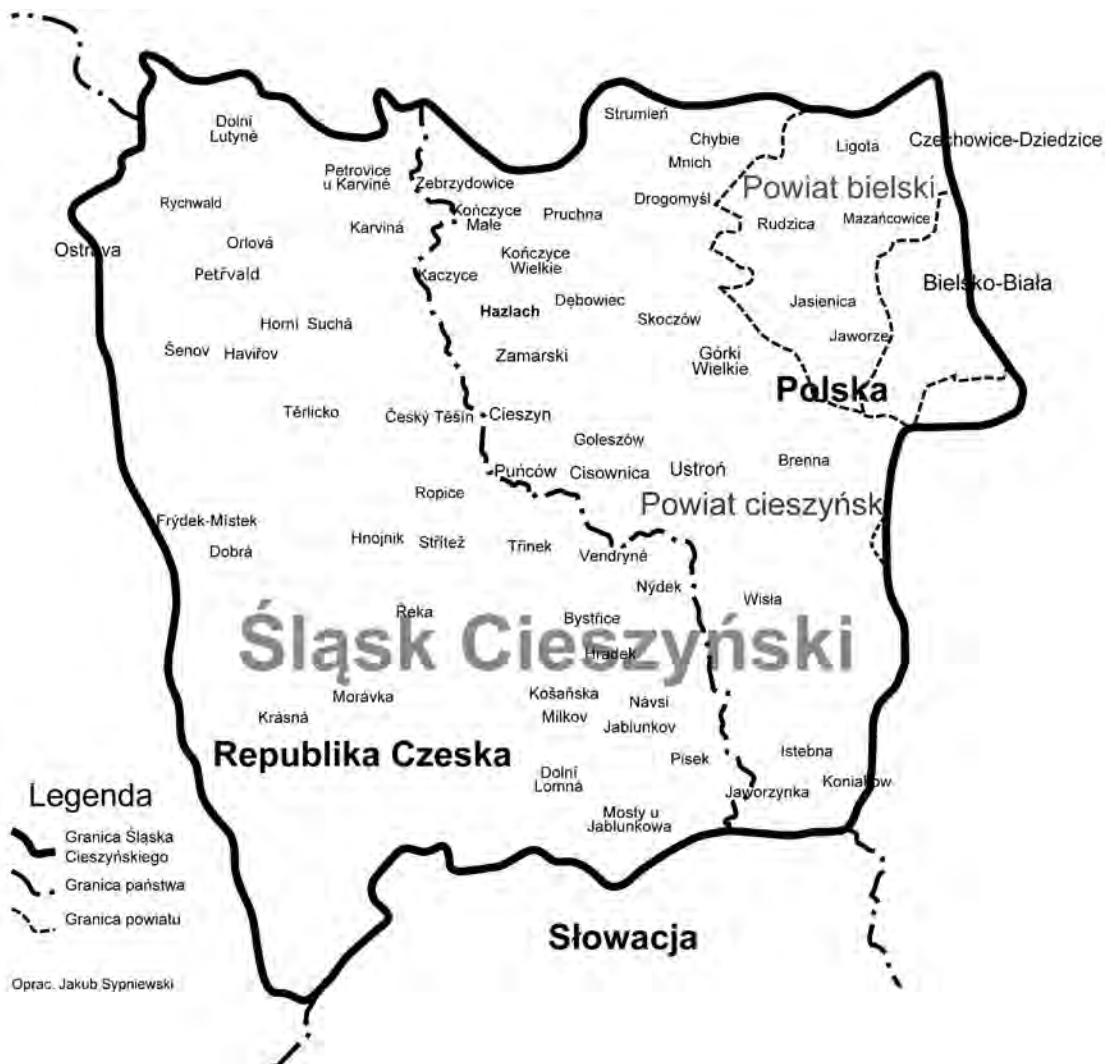 Strumień
Dolní
Lutyně
Chybie
Ligota
Czechowice-Dziedzice
Mnich
Petrovice
u Karviné
Zebrzydowice
Powiat bielski
Drogomyśl
Rychwald
Kończyce
Małe
Pruchna
Rudzica
Mazańcowice
Karviná
Orlová
Ostrava
Kończyce
Wielkie
Petřvald
Kaczyce
Bielsko-Biała
Dębowiec
Jasienica
Hazlach
Skoczów
Horní Suchá
Jaworze
Šenov
Havířov
Zamarski
Górki
Wielkie
Polska
Těrlicko
Český Těšín
Cieszyn
Goleszów
Brenna
Puńców
Cisownica
Ustroń
Ropice
Powiat cieszyńsk
Frýdek-Místek
Dobrá
Hnojnik
Střítež
Třinek
Vendryně
Nýdek
Wisła
Řeka
Bystřice
Śląsk Cieszyński
Hradek
Morávka
Košařiska
Návsí
Krásná
Milkov
Jablunkov
Republika Czeska
Písek
Istebna
Dolní
Lomná
Jaworzynka
Koniaków
Mosty u
Jablunkowa
Legenda
Granica Śląska
Cieszyńskiego
Granica państwa
Granica powiatu
Słowacja
Oprac. Jakub Sypniewski